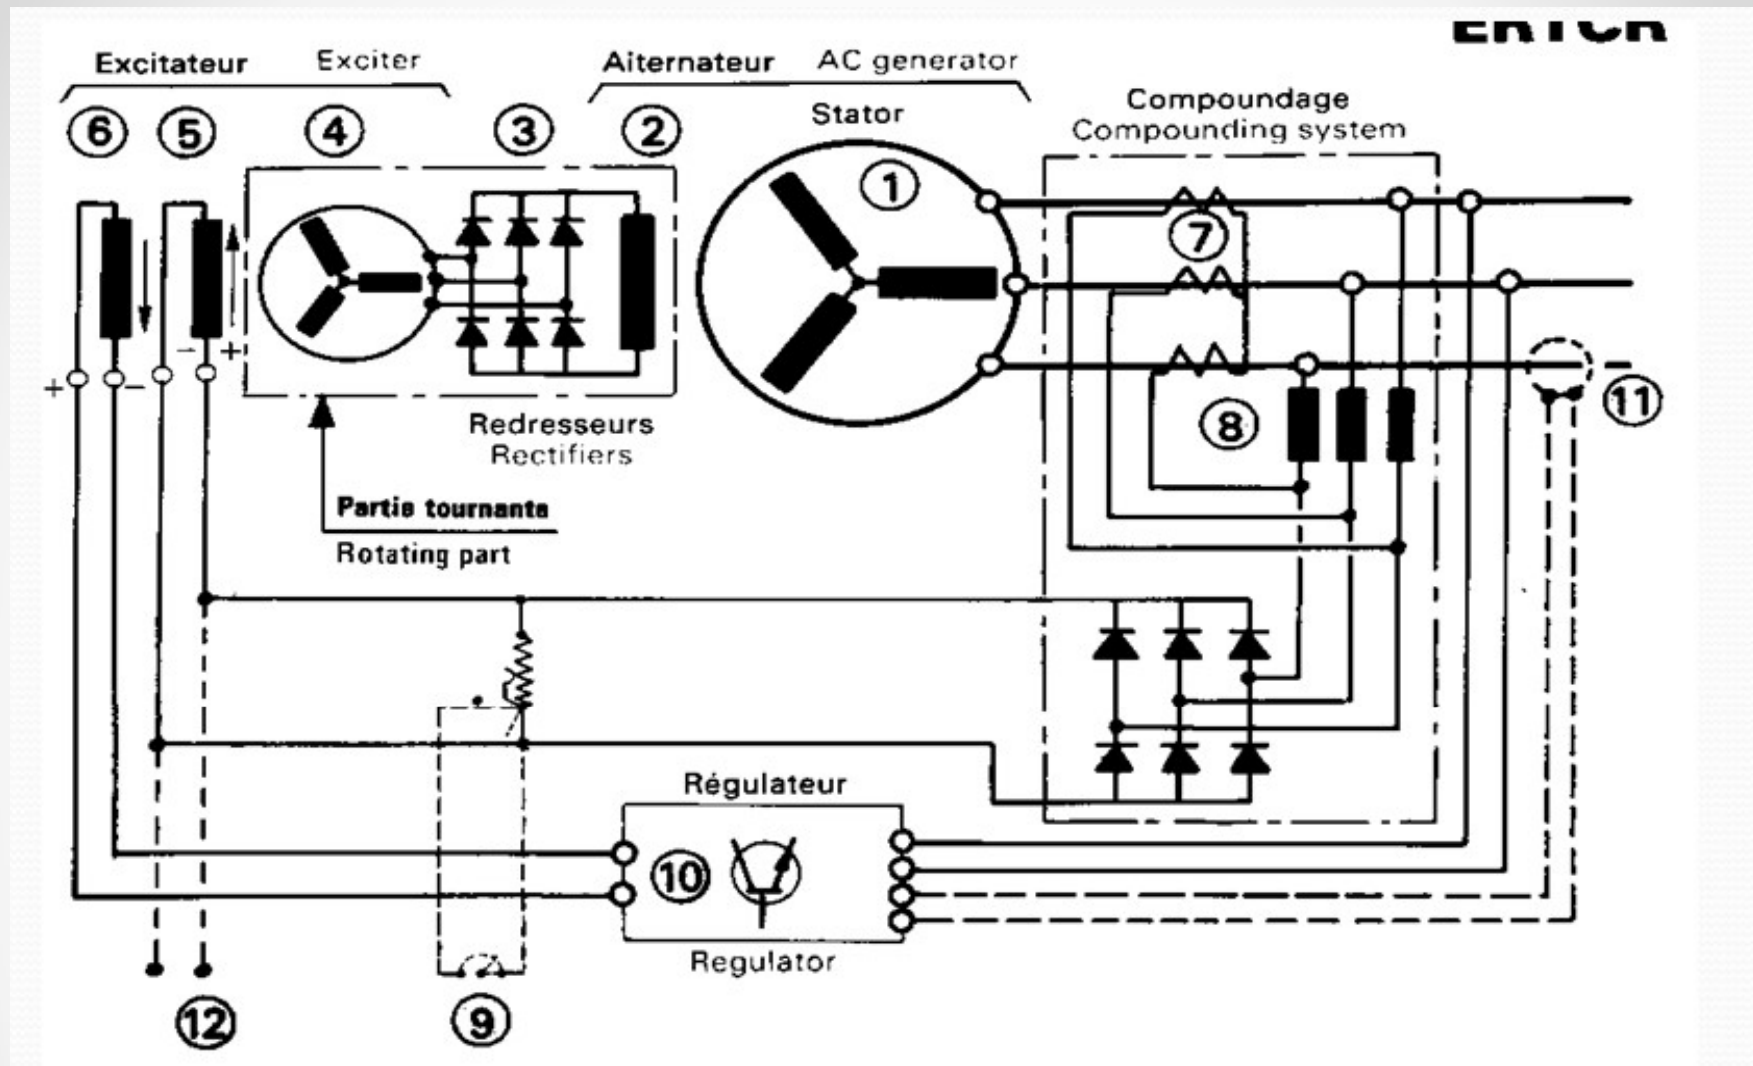 Excitateur Exciter
Aiternateur AC generator
6 5 4 3 2
Stator
1
Compoundage
Compounding system
7
8
11
- +
+ -
Redresseurs
Rectifiers
Partie tournante
Rotating part
Régulateur
10
Regulator
12
9